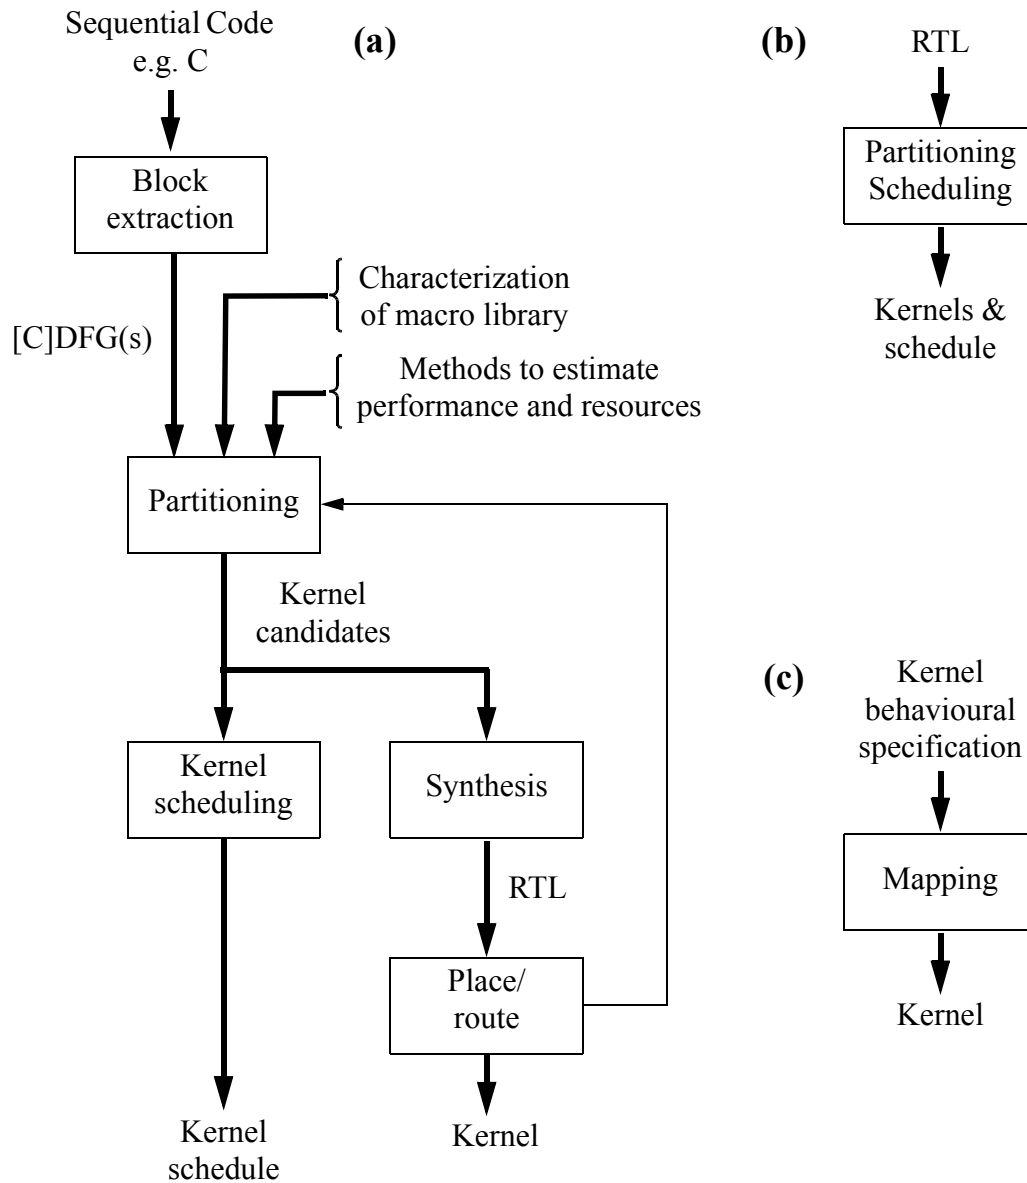 Sequential Code
e.g. C
(a)
Block
extraction
[C]DFG(s)
Characterization
of macro library
Methods to estimate
performance and resources
Partitioning
Kernel
candidates
Kernel
scheduling
Synthesis
RTL
Place/
route
Kernel
schedule
Kernel
(b)
RTL
Partitioning
Scheduling
Kernels &
schedule
(c)
Kernel
behavioural
specification
Mapping
Kernel